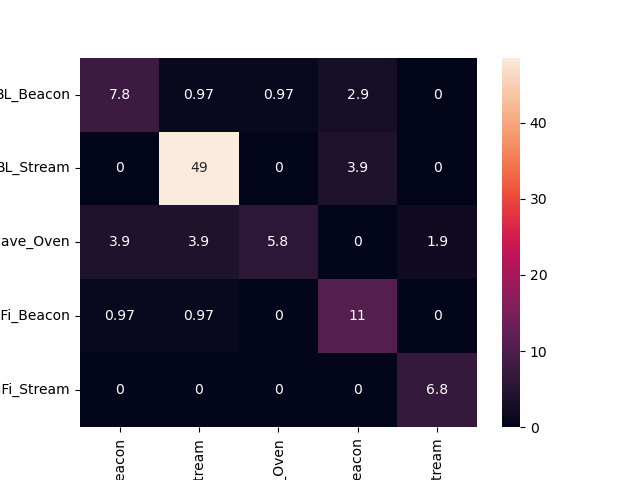 BL_Beacon 7.8 0.97 0.97 2.9 0
BL_Stream 0 49 0 3.9 0
ave_Oven 3.9 3.9 5.8 0 1.9
Fi_Beacon 0.97 0.97 0 11 0
Fi_Stream 0 0 0 0 6.8
eacon
tream
_Oven
eacon
tream
40
30
20
10
0